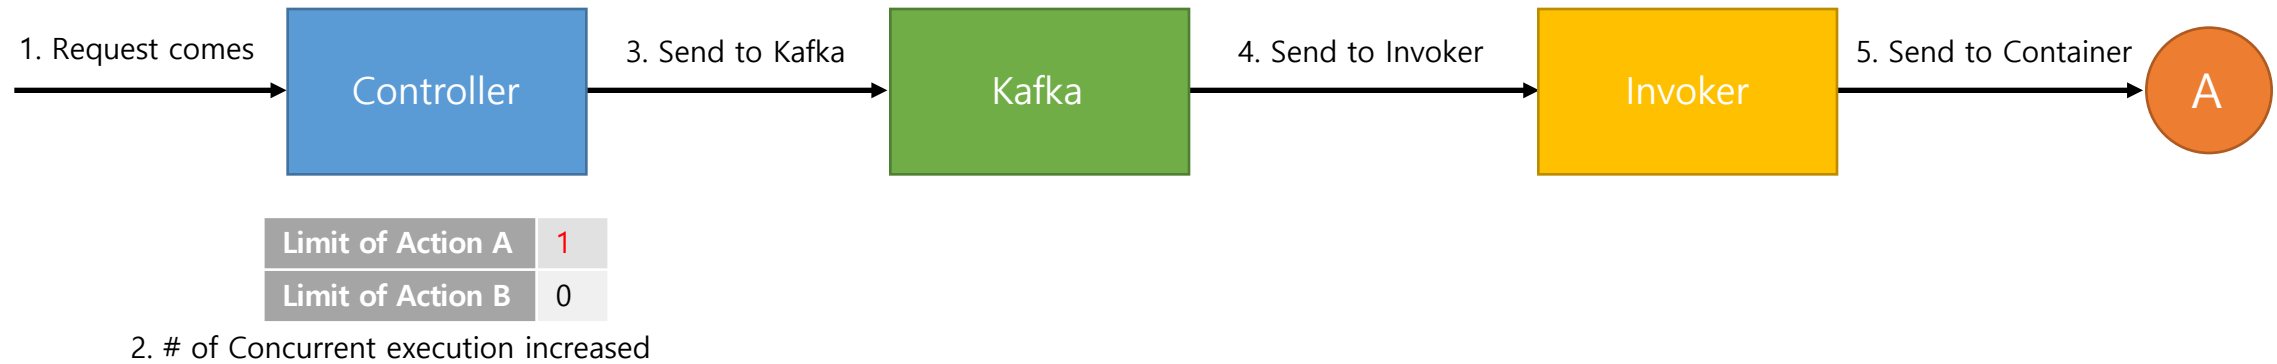 1. Request comes
Controller
3. Send to Kafka
Kafka
4. Send to Invoker
Invoker
5. Send to Container
A
Limit of Action A 1
Limit of Action B 0
2. # of Concurrent execution increased